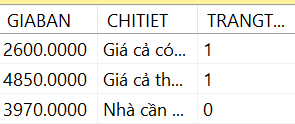 GIABAN CHITIET TRANGT...
2600.0000 Giá cả có... 1
4850.0000 Giá cả th... 1
3970.0000 Nhà cần ... 0